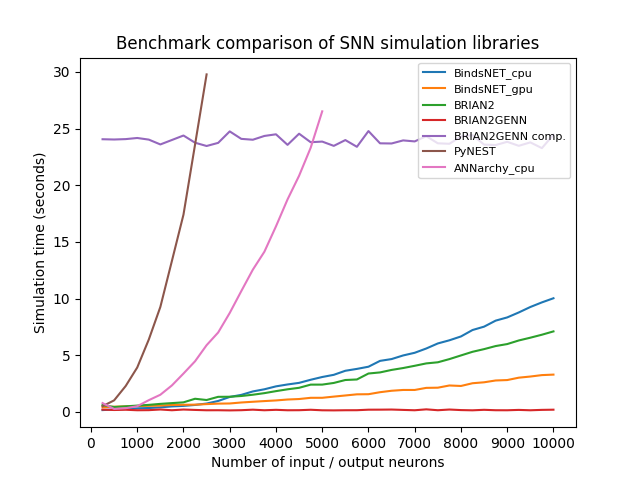 Benchmark comparison of SNN simulation libraries
30
25
20
15
10
5
0
Simulation time (seconds)
BindsNET_cpu
BindsNET_gpu
BRIAN2
BRIAN2GENN
BRIAN2GENN comp.
PyNEST
ANNarchy_cpu
0 1000 2000 3000 4000 5000 6000 7000 8000 9000 10000
Number of input / output neurons